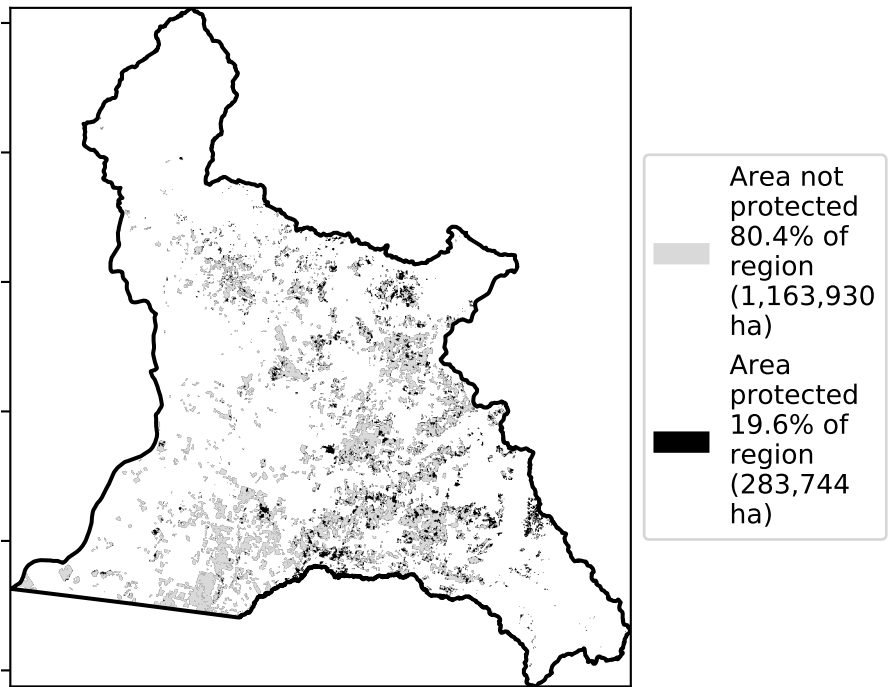 Area not
protected
80.4% of
region
(1,163,930
ha)
Area
protected
19.6% of
region
(283,744
ha)